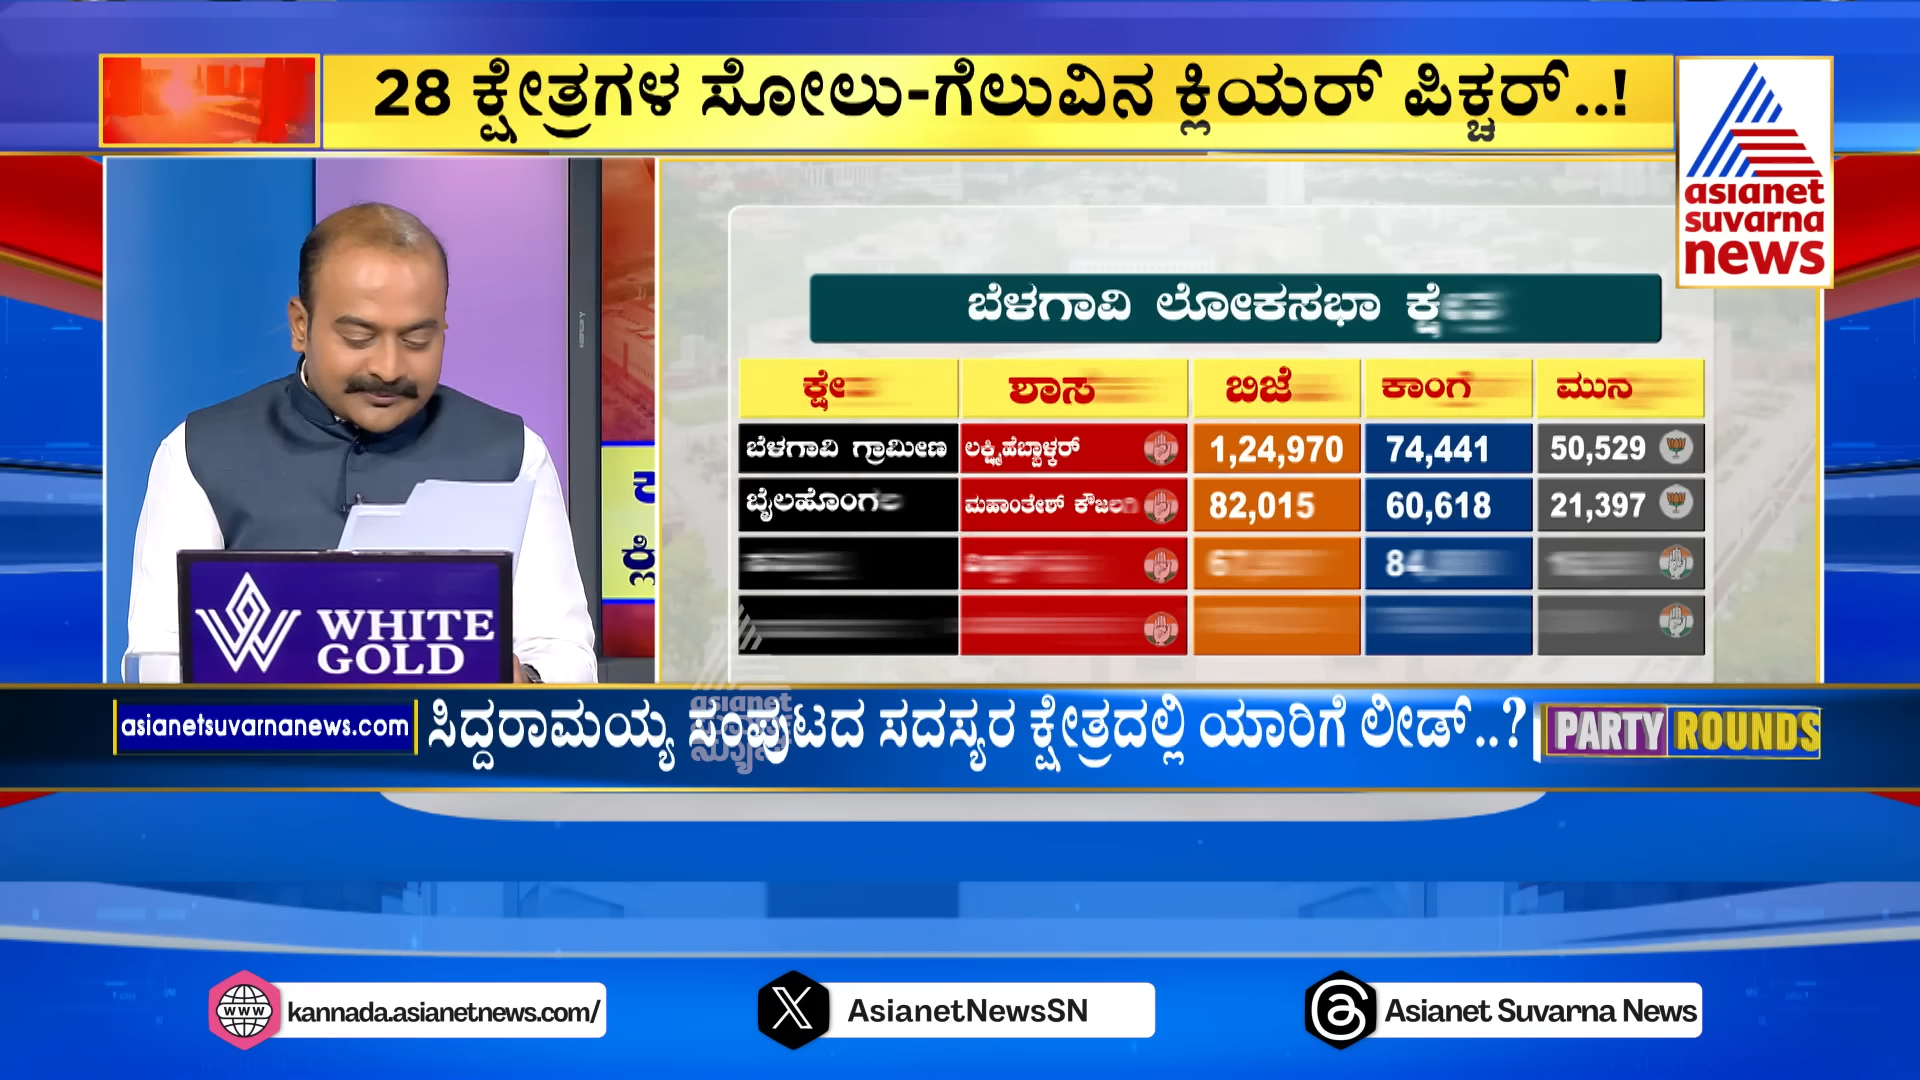 28 ಕ್ಷೇತ್ರಗಳ ಸೋಲು-ಗೆಲುವಿನ ಕ್ಲಿಯರ್ ಪಿಕ್ಚರ್..!
asianet
suvarna
news
ಬೆಳಗಾವಿ ಲೋಕಸಭಾ
ಬೆಳಗಾವಿ ಗ್ರಾಮೀಣ ಲಕ್ಷ್ಮಿಹೆಬ್ಬಾಳ್ಕರ್ 1,24,970 74,441 50,529
82,015 60,618 21,397
WHITE
GOLD
asianetsuvarnanews.com ಸಿದ್ದರಾಮಯ್ಯ ಸಂಪುಟದ ಸದಸ್ಯರ ಕ್ಷೇತ್ರದಲ್ಲಿ ಯಾರಿಗೆ ಲೀಡ್..? PARTY ROUNDS
kannada.asianetnews.com/ AsianetNewsSN Asianet Suvarna News